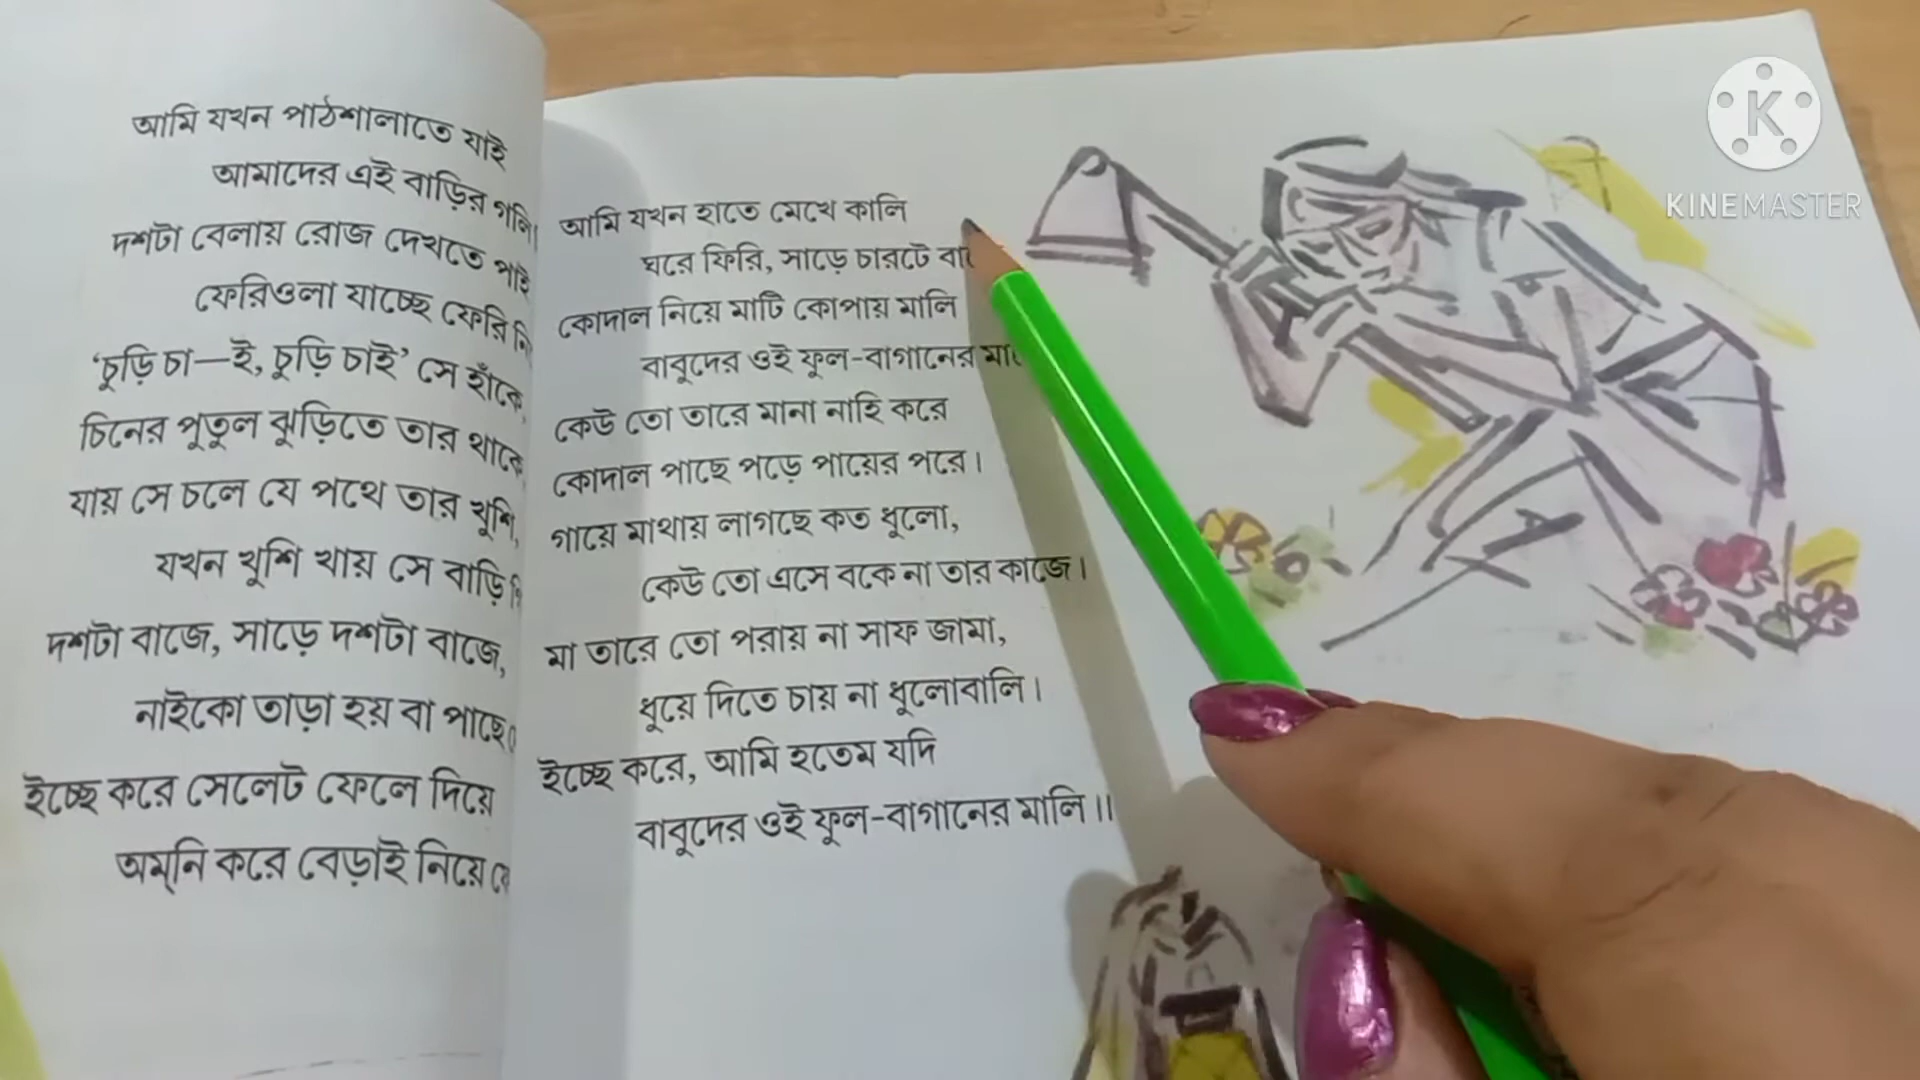 আমি যখন পাঠশালাতে যাই
আমাদের এই বাড়ির গলি
দশটা বেলায় রোজ দেখতে পাই
ফেরিওলা যাচ্ছে ফেরি
‘চুড়ি চা—ই, চুড়ি চাই’ সে হাঁকে,
চিনের পুতুল ঝুড়িতে তার থাকে,
যায় সে চলে যে পথে তার খুশি,
যখন খুশি খায় সে বাড়ি
দশটা বাজে, সাড়ে দশটা বাজে,
নাইকো তাড়া হয় বা পাছে
ইচ্ছে করে সেলেট ফেলে দিয়ে
অম্‌নি করে বেড়াই নিয়ে
আমি যখন হাতে মেখে কালি
ঘরে ফিরি, সাড়ে চারটে
কোদাল নিয়ে মাটি কোপায় মালি
বাবুদের ওই ফুল-বাগানের
কেউ তো তারে মানা নাহি করে
কোদাল পাছে পড়ে পায়ের পরে।
গায়ে মাথায় লাগছে কত ধুলো,
কেউ তো এসে বকে না তার কাজে।
মা তারে তো পরায় না সাফ জামা,
ধুয়ে দিতে চায় না ধুলোবালি।
ইচ্ছে করে, আমি হতেম যদি
বাবুদের ওই ফুল-বাগানের মালি।।
K
KINEMASTER